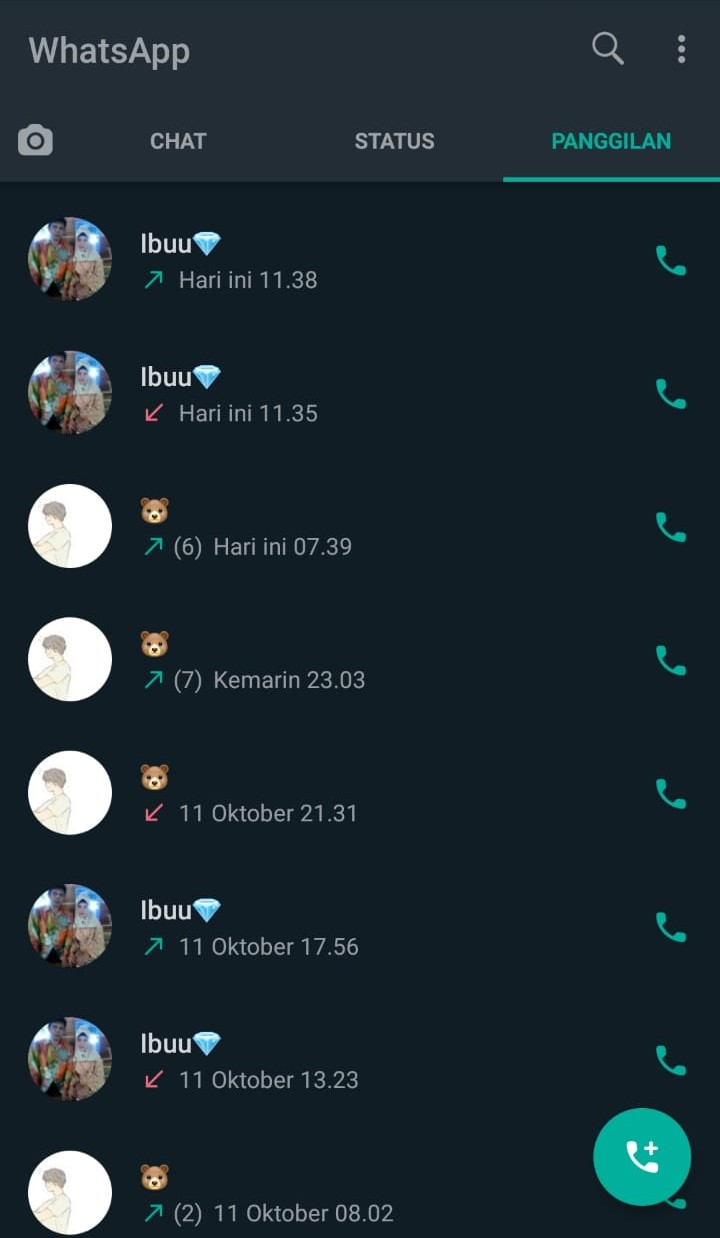 WhatsApp
CHAT STATUS PANGGILAN
Ibuu💎
Hari ini 11.38
Ibuu💎
Hari ini 11.35
🐻
(6) Hari ini 07.39
🐻
(7) Kemarin 23.03
🐻
11 Oktober 21.31
Ibuu💎
11 Oktober 17.56
Ibuu💎
11 Oktober 13.23
🐻
(2) 11 Oktober 08.02